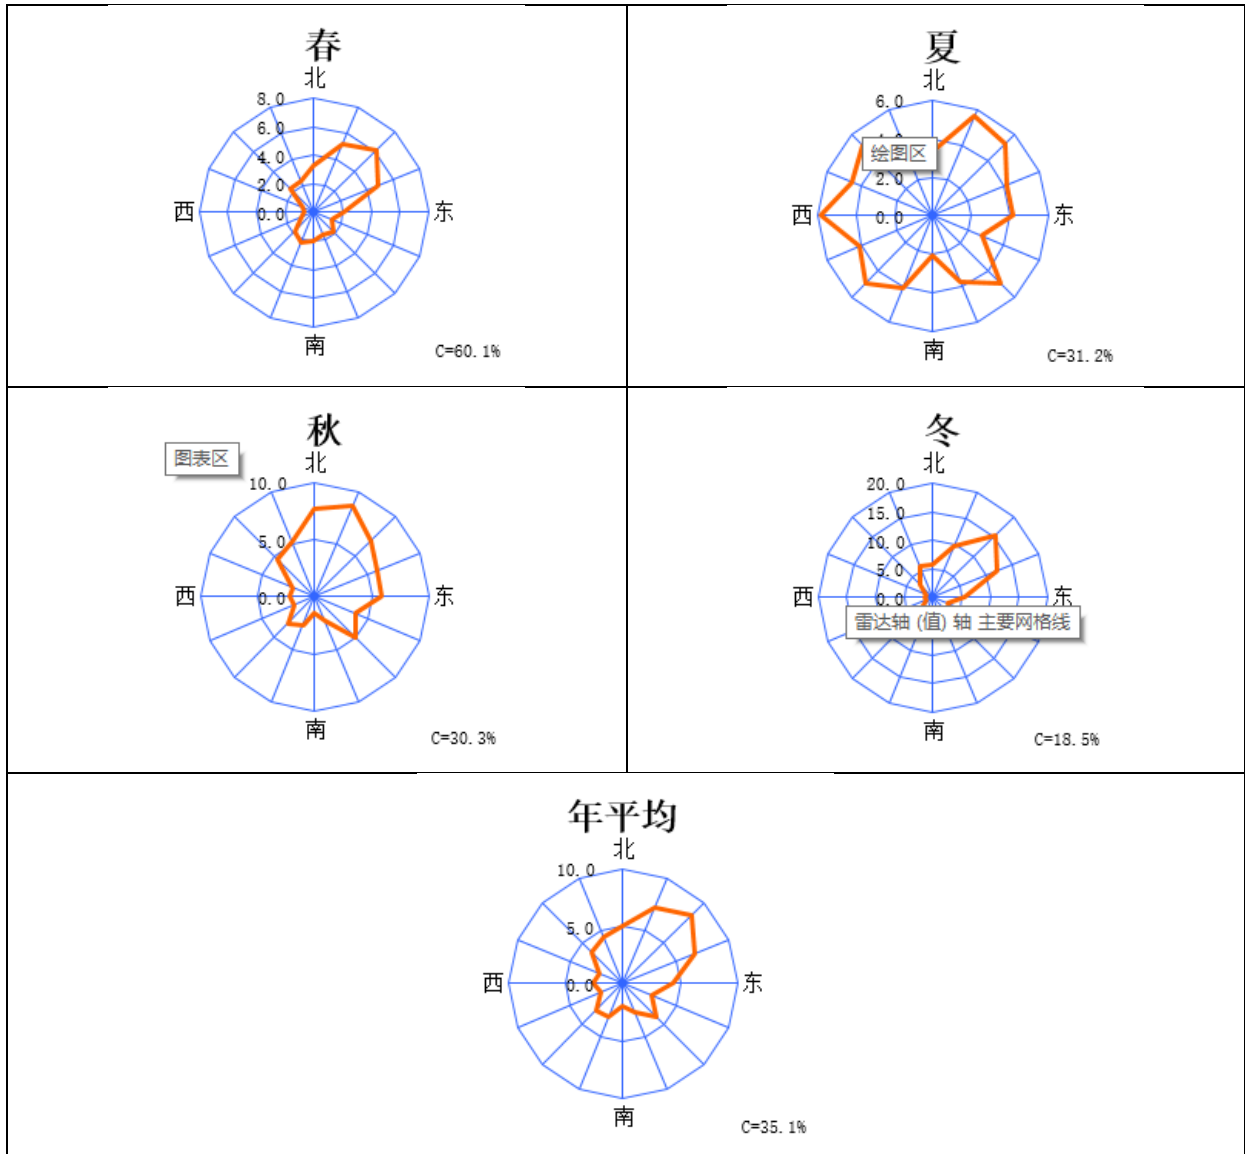 春
北
8.0
6.0
4.0
2.0
西
0.0
东
南
C=60.1%
夏
北
6.0
绘图区
2.0
西
0.0
东
南
C=31.2%
秋
图表区
北
10.0
5.0
西
0.0
东
南
C=30.3%
冬
北
20.0
15.0
10.0
5.0
西
0.0
东
雷达轴 (值) 轴 主要网格线
南
C=18.5%
年平均
北
10.0
5.0
西
0.0
东
南
C=35.1%